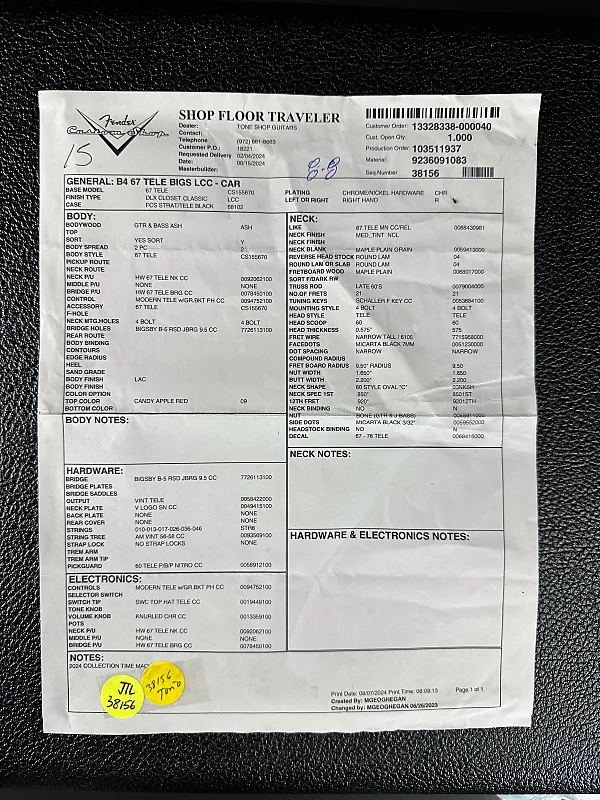 Fender
Custom Shop
15
SHOP FLOOR TRAVELER
Dealer: TONE SHOP GUITARS
Contact:
Telephone (972) 661-8663
Customer P.O.: 18221
Requested Delivery 02/04/2024
Date: 08/15/2024
Masterbuilder:
Customer Order: 13328338-000040
Cust. Open Qty: 1.000
Production Order: 103511937
Material: 9236091083
Seq.Number 38156
GENERAL: B4 67 TELE BIGS LCC - CAR
BASE MODEL 67 TELE CS155670
FINISH TYPE DLX CLOSET CLASSIC LCC
CASE FCS STRAT/TELE BLACK 68102
PLATING CHROME/NICKEL HARDWARE CHR
LEFT OR RIGHT RIGHT HAND R
BODY:
BODYWOOD GTR & BASS ASH ASH
TOP
SORT YES SORT Y
BODY SPREAD 2 PC 2
BODY STYLE 67 TELE CS155670
PICKUP ROUTE
NECK ROUTE
NECK P/U HW 67 TELE NK CC 0092062100
MIDDLE P/U NONE NONE
BRIDGE P/U HW 67 TELE BRG CC 0078450100
CONTROL MODERN TELE w/GR.BKT PH CC 0094752100
ACCESSORY 67 TELE CS155670
F-HOLE
NECK MTG.HOLES 4 BOLT 4 BOLT
BRIDGE HOLES BIGSBY B-5 RSD JBRG 9.5 CC 7726113100
REAR ROUTE
BODY BINDING
CONTOURS
EDGE RADIUS
HEEL
SAND GRADE
BODY FINISH LAC
BODY FINISH
COLOR OPTION
TOP COLOR CANDY APPLE RED 09
BOTTOM COLOR
BODY NOTES:
HARDWARE:
BRIDGE BIGSBY B-5 RSD JBRG 9.5 CC 7726113100
BRIDGE PLATES
BRIDGE SADDLES
OUTPUT VINT TELE 0058422000
NECK PLATE V LOGO SN CC 0049415100
BACK PLATE NONE NONE
REAR COVER NONE NONE
STRINGS 010-013-017-026-036-046 STR6
STRING TREE AM VINT 56-58 CC 0093569100
STRAP LOCK NO STRAP LOCKS NONE
TREM ARM
TREM ARM TIP
PICKGUARD 60 TELE P/B/P NITRO CC 0058912100
ELECTRONICS:
CONTROLS MODERN TELE w/GR.BKT PH CC 0094752100
SELECTOR SWITCH
SWITCH TIP SWC TOP HAT TELE CC 0019448100
TONE KNOB
VOLUME KNOB KNURLED CHR CC 0013359100
POTS
NECK P/U HW 67 TELE NK CC 0092062100
MIDDLE P/U NONE NONE
BRIDGE P/U HW 67 TELE BRG CC 0078450100
NECK:
LIKE 67 TELE MN CC/REL 0068430981
NECK FINISH MED_TINT NCL
NECK FINISH
NECK BLANK MAPLE PLAIN GRAIN 0059413000
REVERSE HEAD STOCK ROUND LAM 04
ROUND LAM OR SLAB ROUND LAM 04
FRETBOARD WOOD MAPLE PLAIN 0068017000
SORT F/DARK RW
TRUSS ROD LATE 60'S 0079004000
NO.OF FRETS 21 21
TUNING KEYS SCHALLER F KEY CC 0053684100
MOUNTING STYLE 4 BOLT 4 BOLT
HEAD STYLE TELE TELE
HEAD SCOOP 60 60
HEAD THICKNESS 0.575" 575
FRET WIRE NARROW TALL / 6105 7715958000
FACEDOTS MICARTA BLACK 7MM 0051230000
DOT SPACING NARROW NARROW
COMPOUND RADIUS
FRET BOARD RADIUS 9.50" RADIUS 9.50
NUT WIDTH 1.650" 1.650
BUTT WIDTH 2.200" 2.200
NECK SHAPE 60 STYLE OVAL "C"
NECK SPEC 1ST 850" 8501ST
12TH FRET 920" 92012TH
NECK BINDING NO N
NUT BONE (GTR & J BASS)
SIDE DOTS MICARTA BLACK 3/32" 0059552000
HEADSTOCK BINDING NO N
DECAL 67 - 76 TELE 0068416000
NECK NOTES:
HARDWARE & ELECTRONICS NOTES:
NOTES:
2024 COLLECTION TIME
JTL
38156
38156
Print Date: 08/07/2024 Print Time: 08:09:13
Page 1 of 1
Created By: MGEOGHEGAN
Changed by: MGEOGHEGAN 06/26/2023